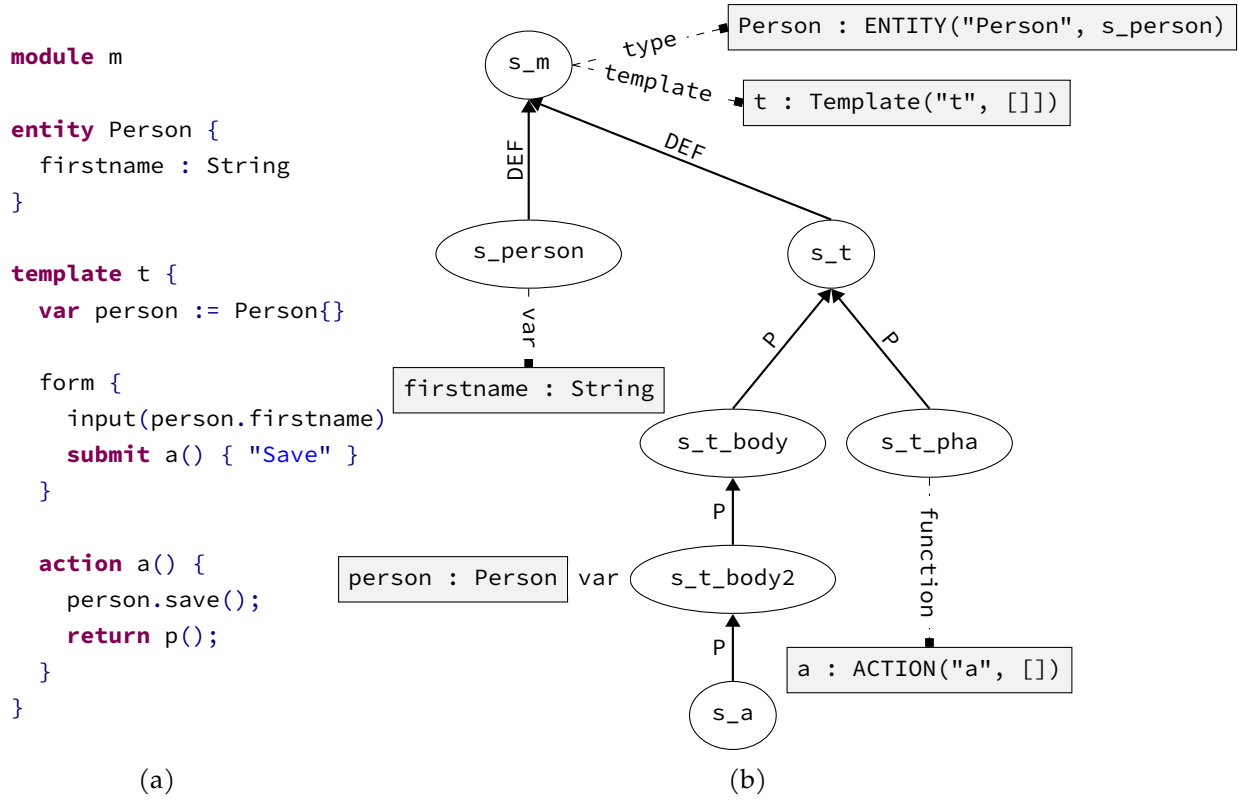 module m
entity Person {
firstname : String
}
template t {
var person := Person{}
form {
input(person.firstname)
submit a() { "Save" }
}
action a() {
person.save();
return p();
}
}
(a)
s_m
type
Person : ENTITY("Person", s_person)
template
t : Template("t", []])
DEF
DEF
s_person
s_t
var
firstname : String
P
P
s_t_body
s_t_pha
P
function
person : Person
var
s_t_body2
P
a : ACTION("a", [])
s_a
(b)